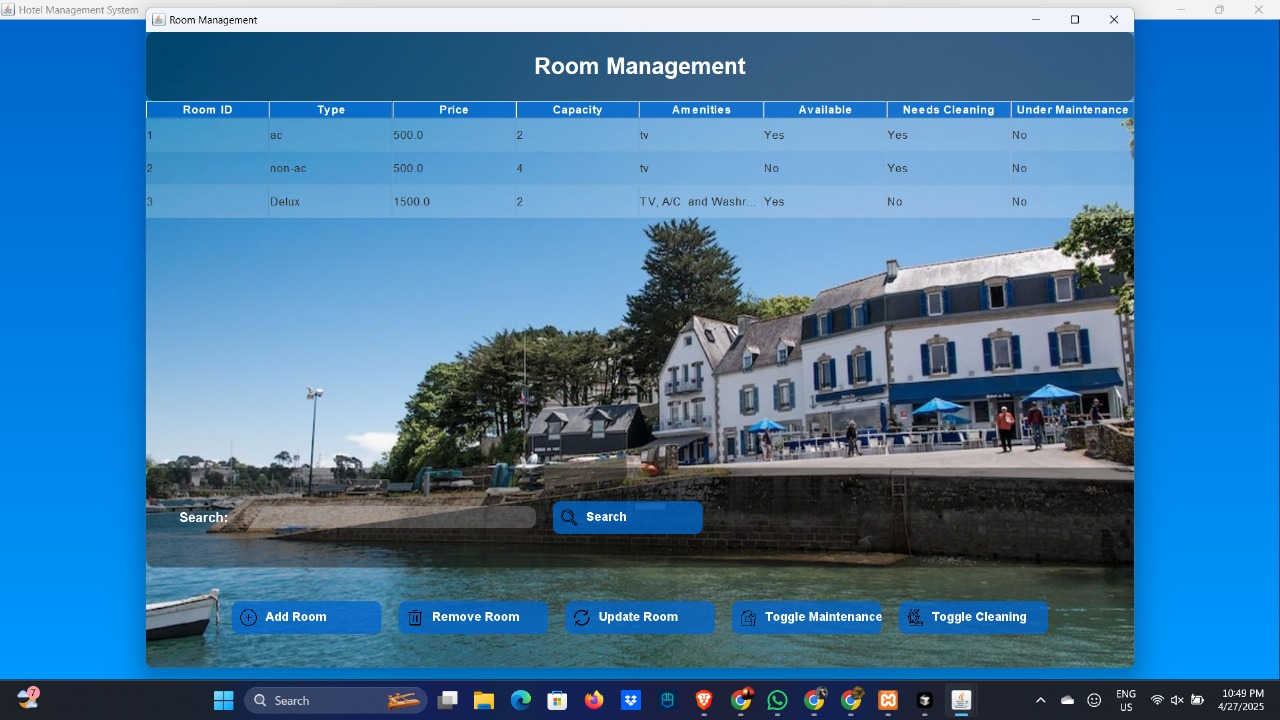 Hotel Management System
Room Management
Room Management
Room ID Type Price Capacity Amenities Available Needs Cleaning Under Maintenance
1 ac 500.0 2 tv Yes Yes No
2 non-ac 500.0 4 tv No Yes No
3 Delux 1500.0 2 TV, A/C and Washr... Yes No No
Search: Search
Add Room Remove Room Update Room Toggle Maintenance Toggle Cleaning
7 Search ENG US 10:49 PM 4/27/2025